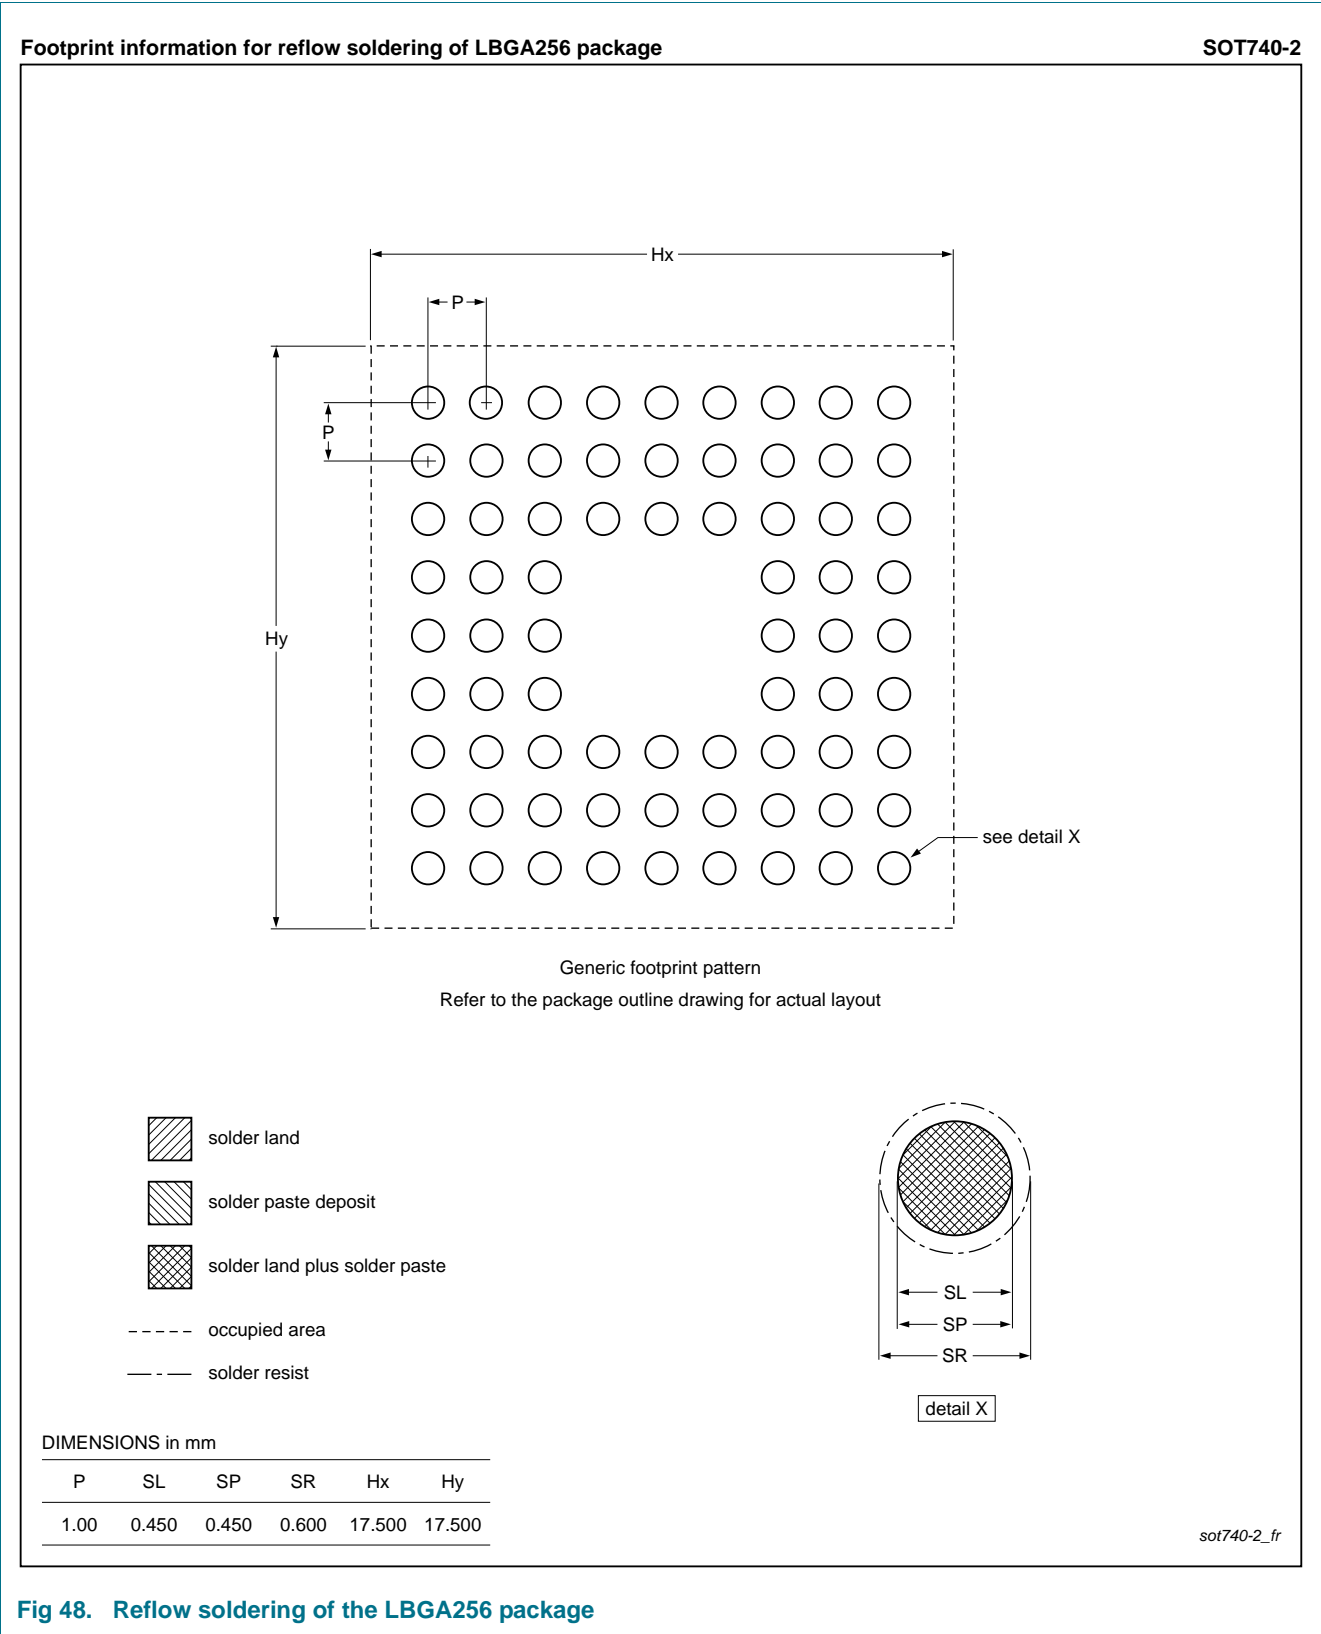 Footprint information for reflow soldering of LBGA256 package SOT740-2
Hx
P
P
Hy
see detail X
Generic footprint pattern
Refer to the package outline drawing for actual layout
solder land
solder paste deposit
solder land plus solder paste
occupied area
solder resist
SL
SP
SR
detail X
DIMENSIONS in mm
P SL SP SR Hx Hy
1.00 0.450 0.450 0.600 17.500 17.500
sot740-2_fr
Fig 48. Reflow soldering of the LBGA256 package